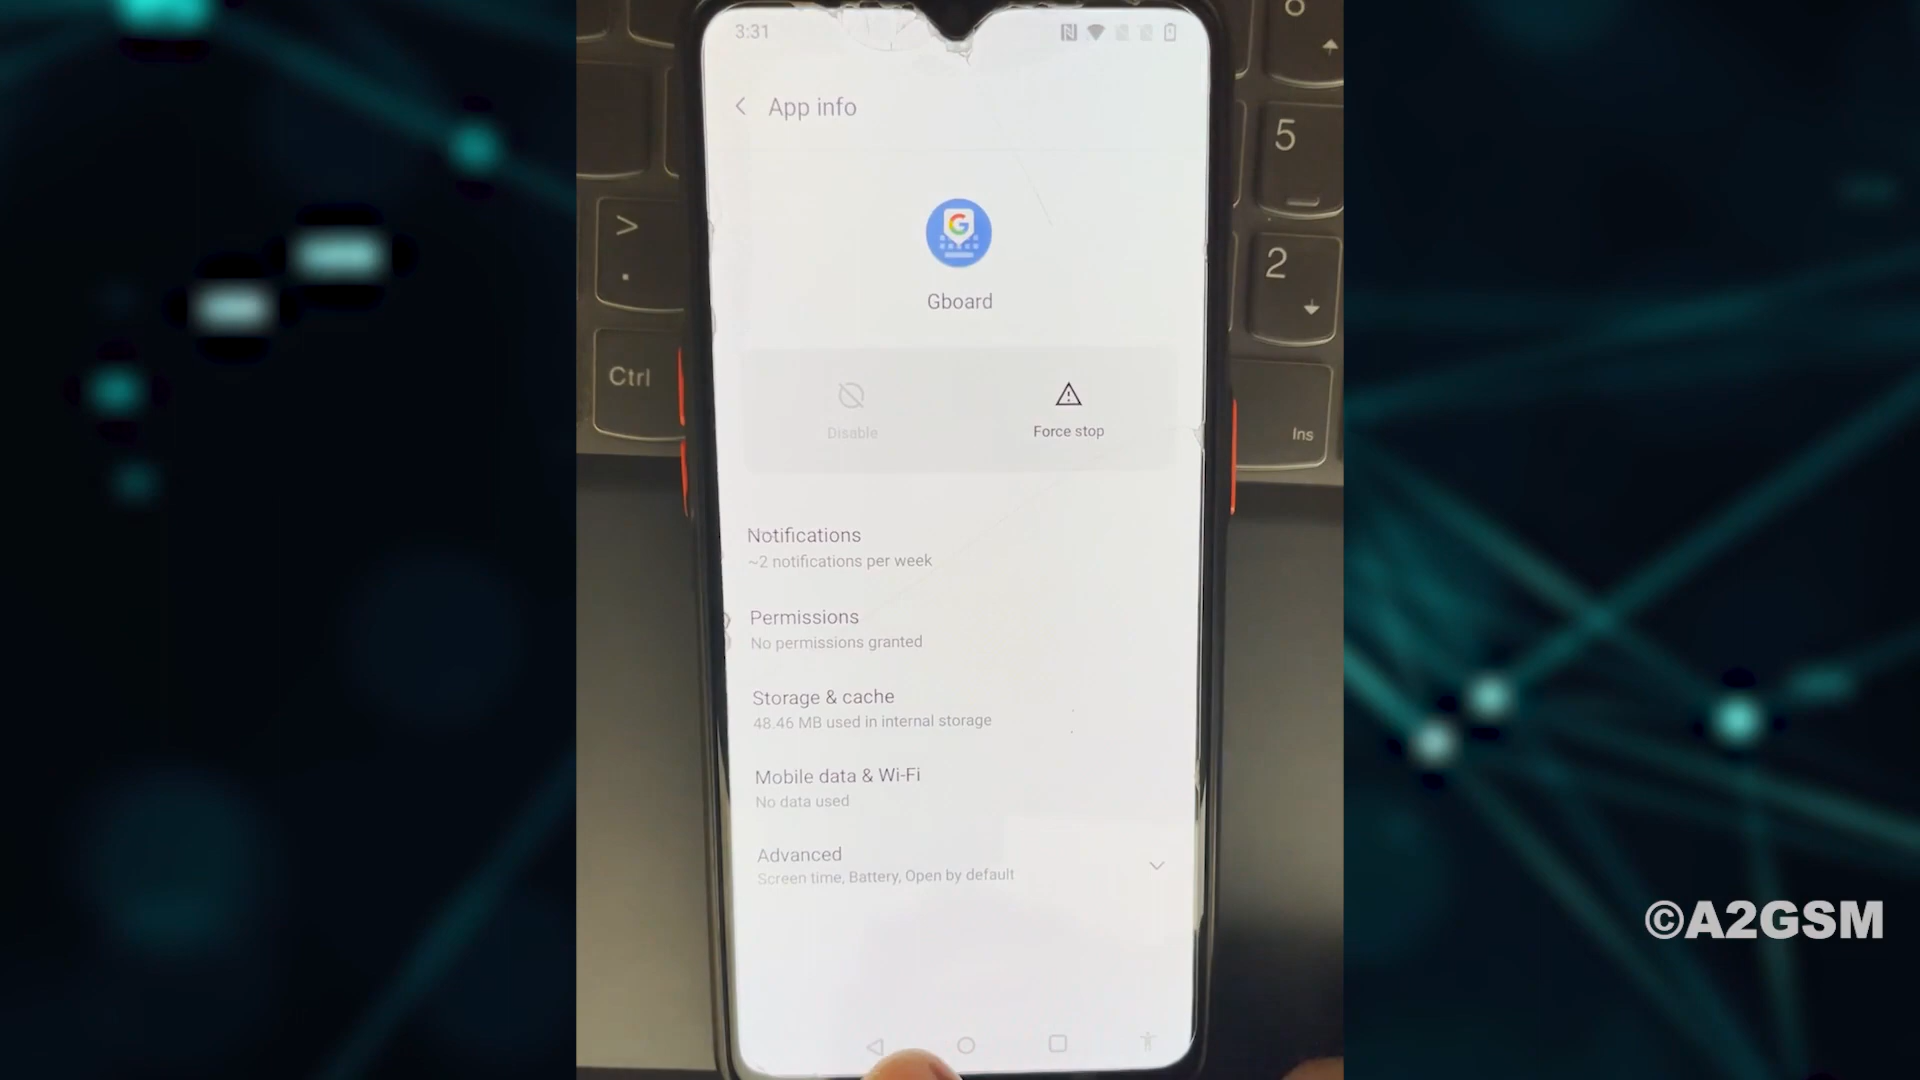 3:31
App info
Gboard
Disable
Force stop
Notifications
~2 notifications per week
Permissions
No permissions granted
Storage & cache
48.46 MB used in internal storage
Mobile data & Wi-Fi
No data used
Advanced
Screen time, Battery, Open by default
>
.
Ctrl
5
2
Ins
©A2GSM